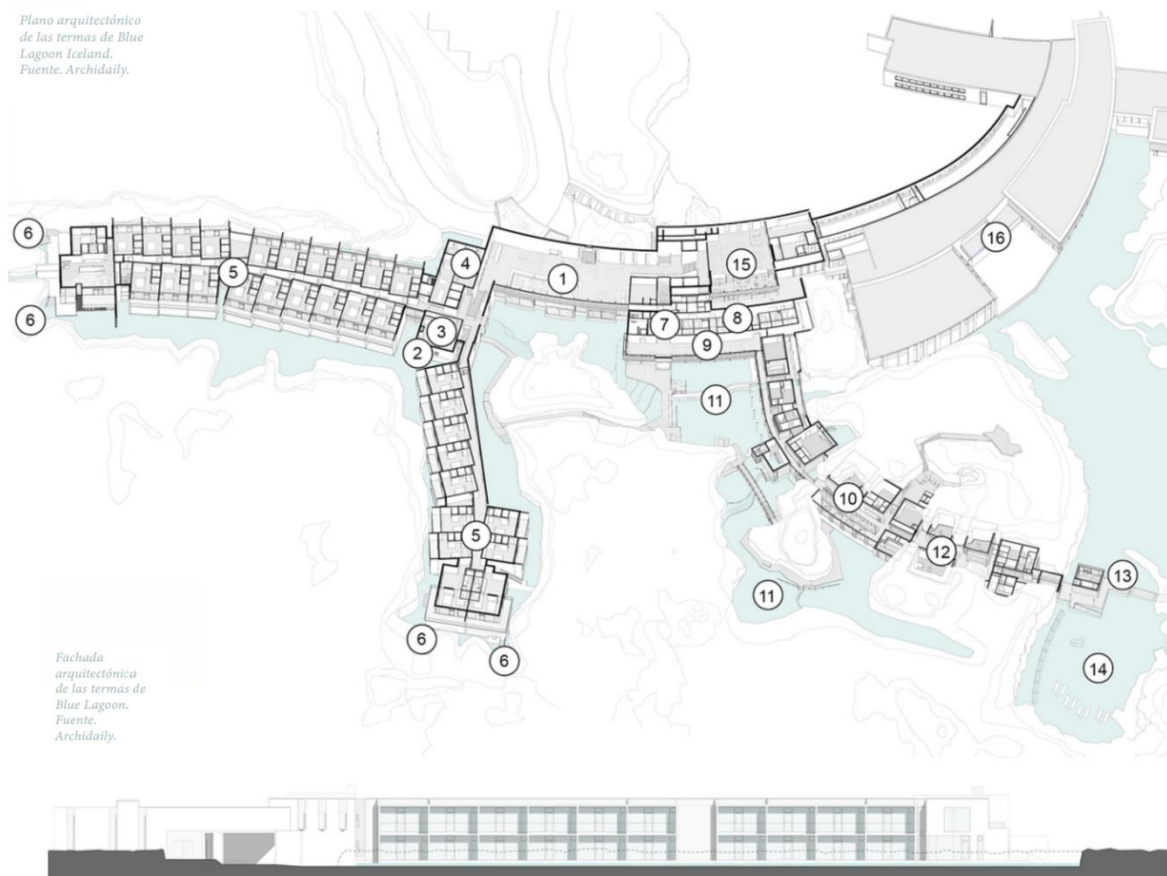 Plano arquitectónico
de las termas de Blue
Lagoon Iceland.
Fuente. Archidaily.
6
5
4
1
15
16
6
3
2
7
8
9
11
10
5
12
13
11
6
6
14
Fachada
arquitectónica
de las termas de
Blue Lagoon.
Fuente.
Archidaily.